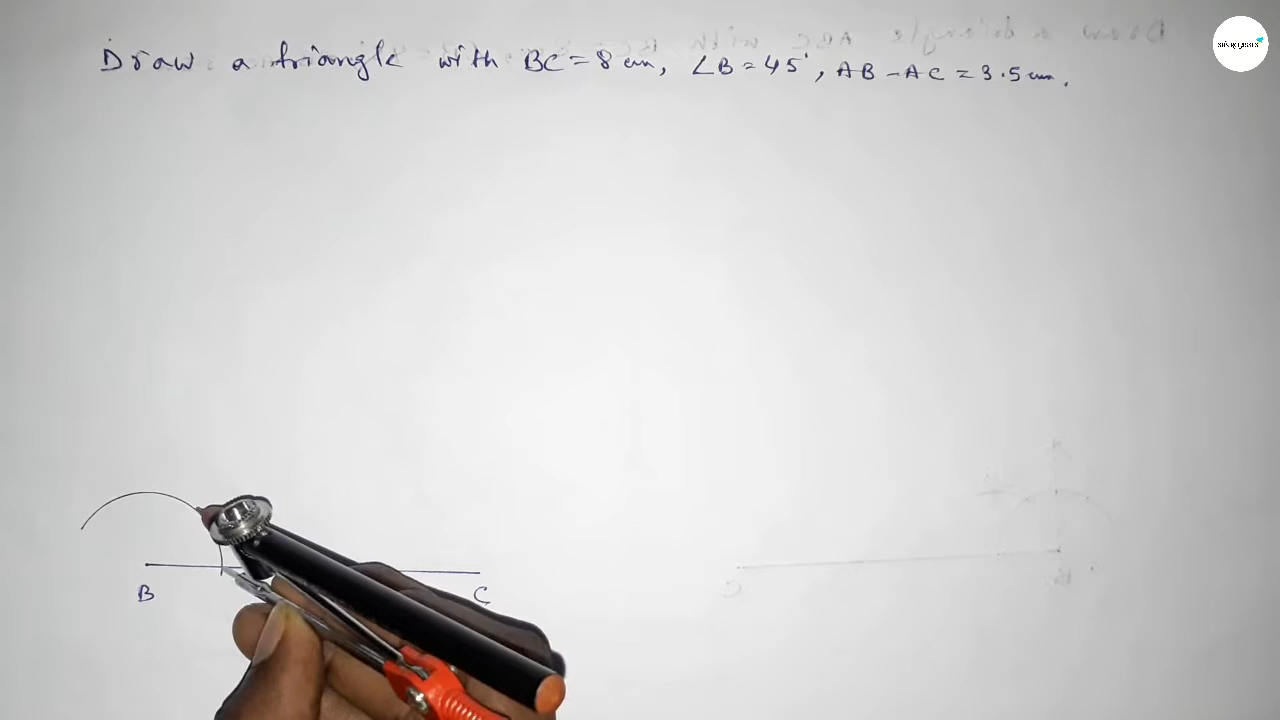 Draw a triangle with BC = 8 cm, ∠B = 45°, AB - AC = 3.5 cm.
B C